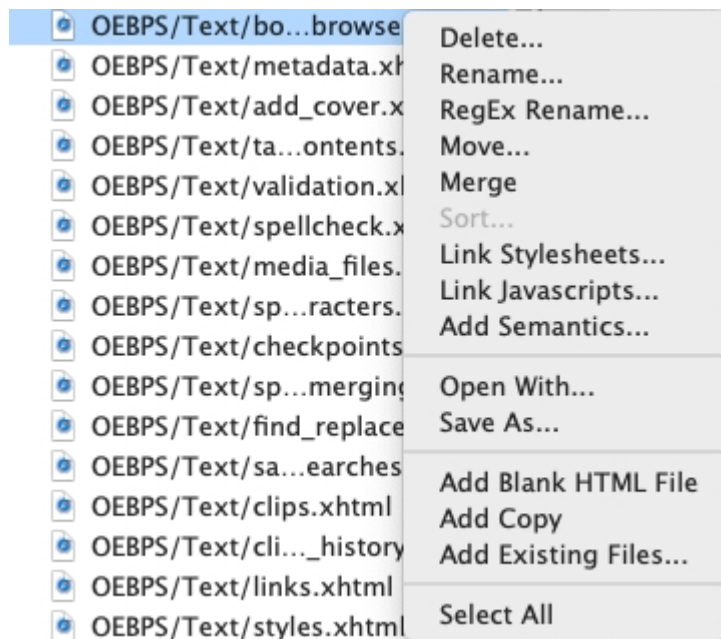 OEBPS/Text/bo...browse
OEBPS/Text/metadata.xh
OEBPS/Text/add_cover.x
OEBPS/Text/ta...ontents.
OEBPS/Text/validation.x
OEBPS/Text/spellcheck.x
OEBPS/Text/media_files.
OEBPS/Text/sp...racters.
OEBPS/Text/checkpoints
OEBPS/Text/sp...merging
OEBPS/Text/find_replace
OEBPS/Text/sa...earches
OEBPS/Text/clips.xhtml
OEBPS/Text/cli..._history
OEBPS/Text/links.xhtml
OEBPS/Text/styles.xhtml
Delete...
Rename...
RegEx Rename...
Move...
Merge
Sort...
Link Stylesheets...
Link Javascripts...
Add Semantics...
Open With...
Save As...
Add Blank HTML File
Add Copy
Add Existing Files...
Select All